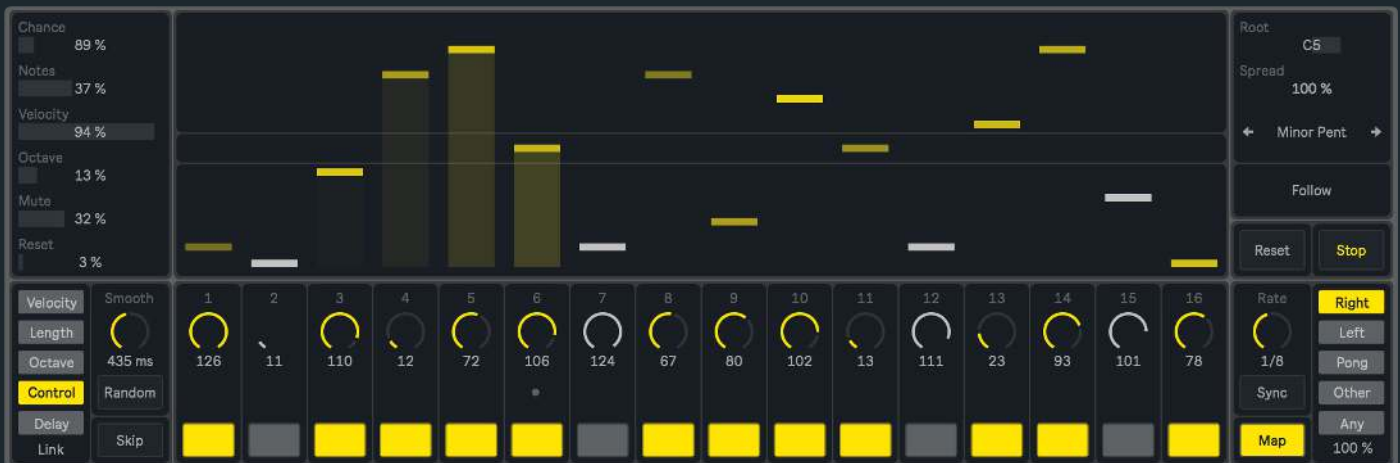 Chance
89 %
Notes
37 %
Velocity
94 %
Octave
13 %
Mute
32 %
Reset
3 %
Root
C5
Spread
100 %
Minor Pent
Follow
Reset
Stop
Velocity
Length
Octave
Control
Delay
Link
Smooth
435 ms
Random
Skip
1 2 3 4 5 6 7 8 9 10 11 12 13 14 15 16
126 11 110 12 72 106 124 67 80 102 13 111 23 93 101 78
Rate
1/8
Sync
Map
Right
Left
Pong
Other
Any
100 %